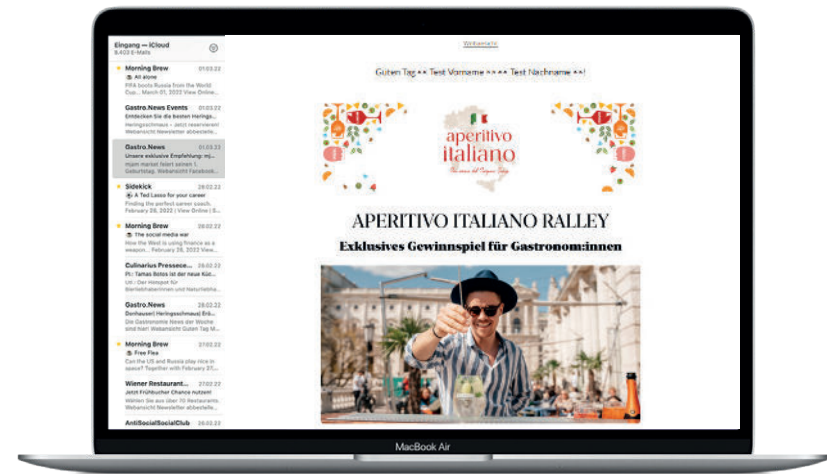 Eingang — iCloud
8.403 E-Mails
Morning Brew 01.03.22
All alone
FIFA boots Russia from the World
Cup... March 01, 2022 View Online...
Gastro.News Events 01.03.22
Entdecken Sie die besten Herings...
Heringsschmaus – jetzt reservieren!
Webansicht Newsletter abbestelle...
Gastro.News 01.03.22
Unsere exklusive Empfehlung: mj...
mjam market feiert seinen 1.
Geburtstag. Webansicht Facebook...
Sidekick 28.02.22
A Ted Lasso for your career
Finding the perfect career coach.
February 28, 2022 | View Online | S...
Morning Brew 28.02.22
The social media war
How the West is using finance as a
weapon... February 28, 2022 View...
Culinarius Pressece... 28.02.22
PI.: Tamas Botos ist der neue Küc...
Url.: Der Hotspot für
Bierliebhaberinnen und Naturliebha...
Gastro.News 28.02.22
Donhauser| Heringsschmaus| Erö...
Die Gastronomie News der Woche
sind hier! Webansicht Guten Tag M...
Morning Brew 27.02.22
Free Flea
Can the US and Russia play nice in
space? Together with February 27,...
Wiener Restaurant... 27.02.22
Jetzt Frühbucher Chance nutzen!
Wählen Sie aus über 70 Restaurants.
Webansicht Newsletter abbestelle...
AntiSocialSocialClub 26.02.22
Webansicht
Guten Tag ** Test Vorname ** ** Test Nachname **!
aperitivo
italiano
APERITIVO ITALIANO RALLEY
Exklusives Gewinnspiel für Gastronom:innen
MacBook Air